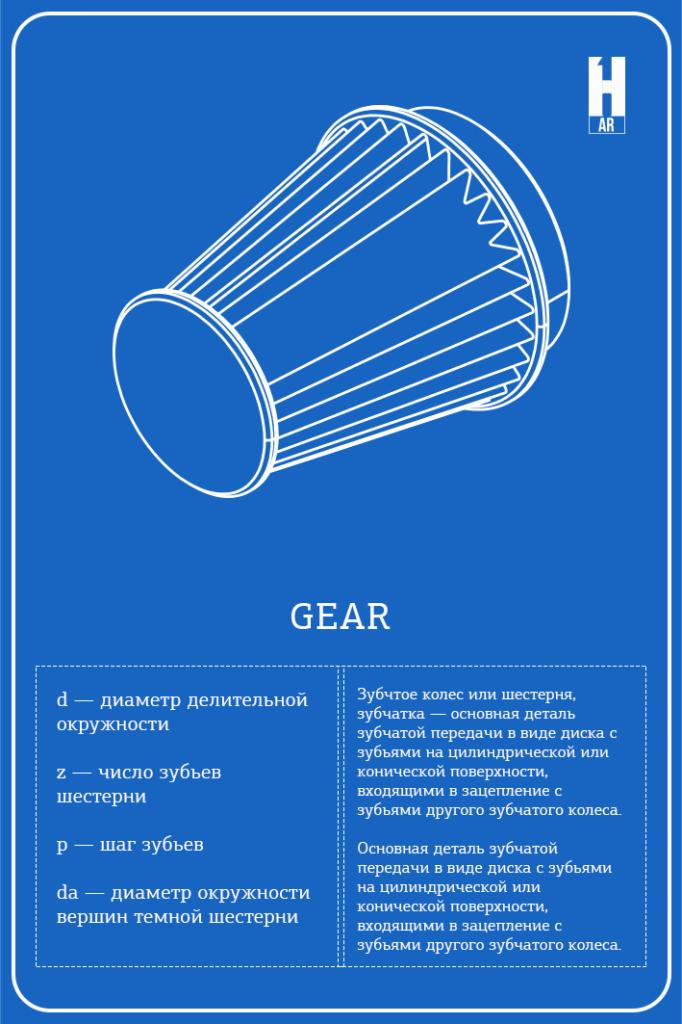 H
AR
GEAR
d — диаметр делительной
окружности
z — число зубьев
шестерни
p — шаг зубьев
da — диаметр окружности
вершин темной шестерни
Зубчтое колес или шестерня,
зубчатка — основная деталь
зубчатой передачи в виде диска с
зубьями на цилиндрической или
конической поверхности,
входящими в зацепление с
зубьями другого зубчатого колеса.
Основная деталь зубчатой
передачи в виде диска с зубьями
на цилиндрической или
конической поверхности,
входящими в зацепление с
зубьями другого зубчатого колеса.